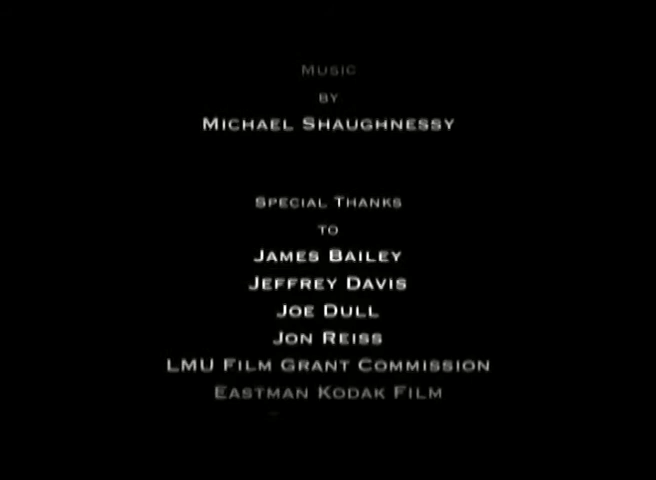 Music
by
Michael Shaughnessy
Special Thanks
to
James Bailey
Jeffrey Davis
Joe Dull
Jon Reiss
LMU Film Grant Commission
Eastman Kodak Film